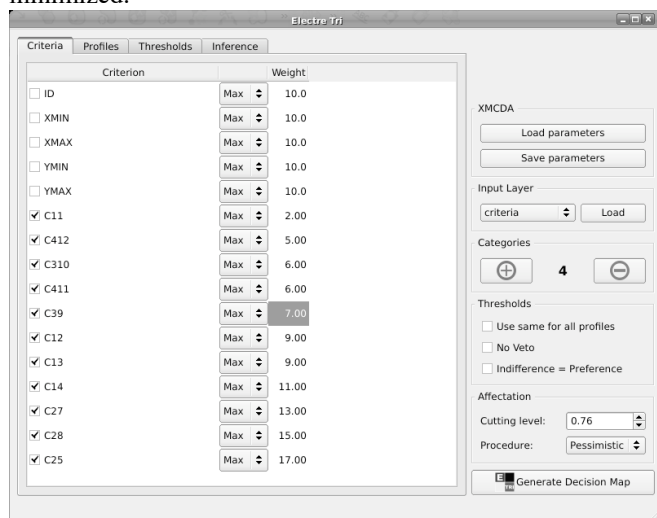 minimized.
Electre Tri
Criteria Profiles Thresholds Inference
Criterion Weight
ID Max 10.0
XMIN Max 10.0
XMAX Max 10.0
YMIN Max 10.0
YMAX Max 10.0
C11 Max 2.00
C412 Max 5.00
C310 Max 6.00
C411 Max 6.00
C39 Max 7.00
C12 Max 9.00
C13 Max 9.00
C14 Max 11.00
C27 Max 13.00
C28 Max 15.00
C25 Max 17.00
XMCDA
Load parameters
Save parameters
Input Layer
criteria Load
Categories
4
Thresholds
Use same for all profiles
No Veto
Indifference = Preference
Affectation
Cutting level: 0.76
Procedure: Pessimistic
E TRI Generate Decision Map